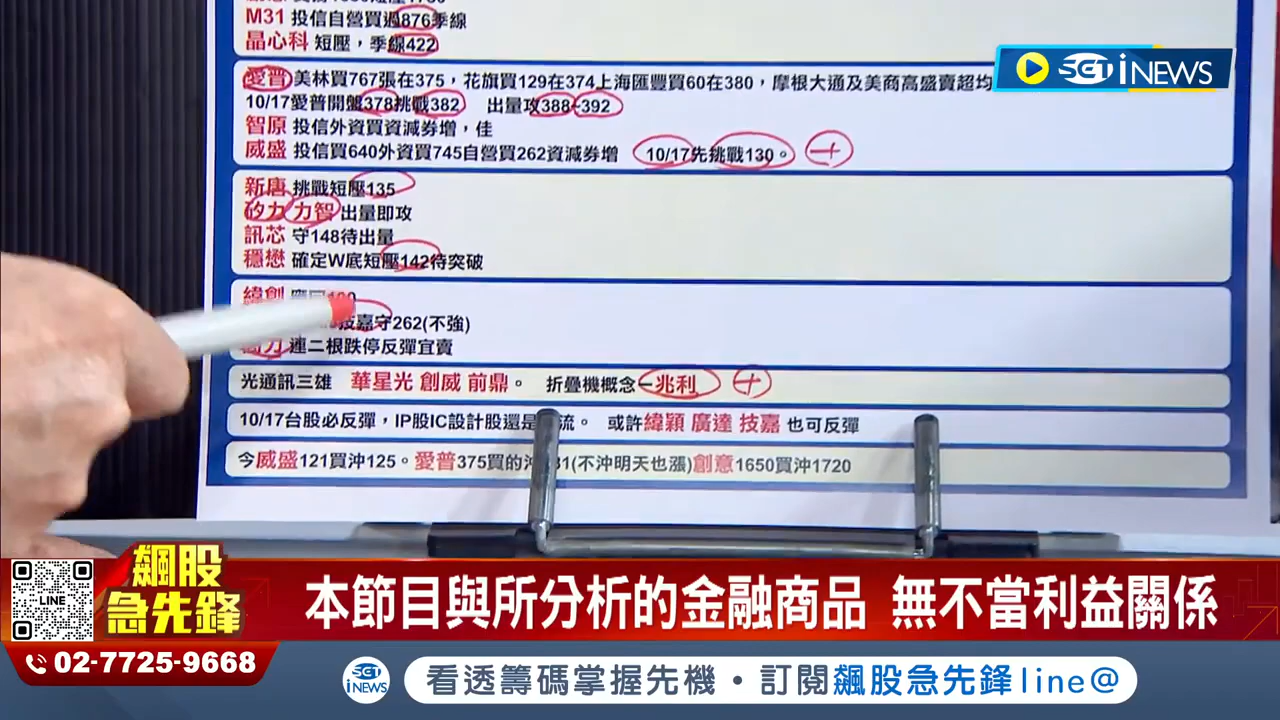 M31 投信自營買過876季線
晶心科 短壓，季線422
愛普 美林買767張在375，花旗買129在374上海匯豐買60在380，摩根大通及美商高盛賣超均
10/17愛普開盤378挑戰382 出量攻388-392
智原 投信外資買資減券增，佳
威盛 投信買640外資買745自營買262資減券增 10/17先挑戰130。
新唐 挑戰短壓135
矽力 力智 出量即攻
訊芯 守148待出量
穩懋 確定W底短壓142待突破
緯創
技嘉守262(不強)
連二根跌停反彈宜賣
光通訊三雄 華星光 創威 前鼎。 折疊機概念—兆利
10/17台股必反彈，IP股IC設計股還是流。 或許緯穎 廣達 技嘉 也可反彈
今威盛121買沖125。愛普375買的沖31(不沖明天也漲)創意1650買沖1720
SETiNEWS
LINE
飆股
急先鋒
本節目與所分析的金融商品 無不當利益關係
02-7725-9668
SETiNEWS
看透籌碼掌握先機・訂閱飆股急先鋒line@